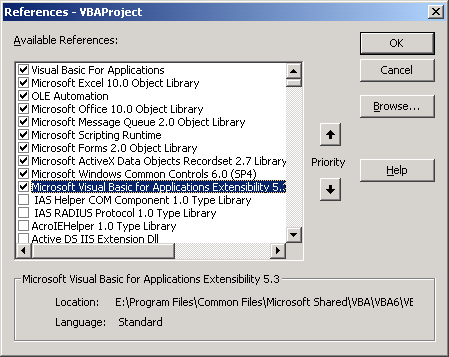 References - VBAProject
Available References:
Visual Basic For Applications
Microsoft Excel 10.0 Object Library
OLE Automation
Microsoft Office 10.0 Object Library
Microsoft Message Queue 2.0 Object Library
Microsoft Scripting Runtime
Microsoft Forms 2.0 Object Library
Microsoft ActiveX Data Objects Recordset 2.7 Library
Microsoft Windows Common Controls 6.0 (SP4)
Microsoft Visual Basic for Applications Extensibility 5.3
IAS Helper COM Component 1.0 Type Library
IAS RADIUS Protocol 1.0 Type Library
AcroIEHelper 1.0 Type Library
Active DS IIS Extension Dll
OK
Cancel
Browse...
Priority
Help
Microsoft Visual Basic for Applications Extensibility 5.3
Location: E:\Program Files\Common Files\Microsoft Shared\VBA\VBA6\VE
Language: Standard